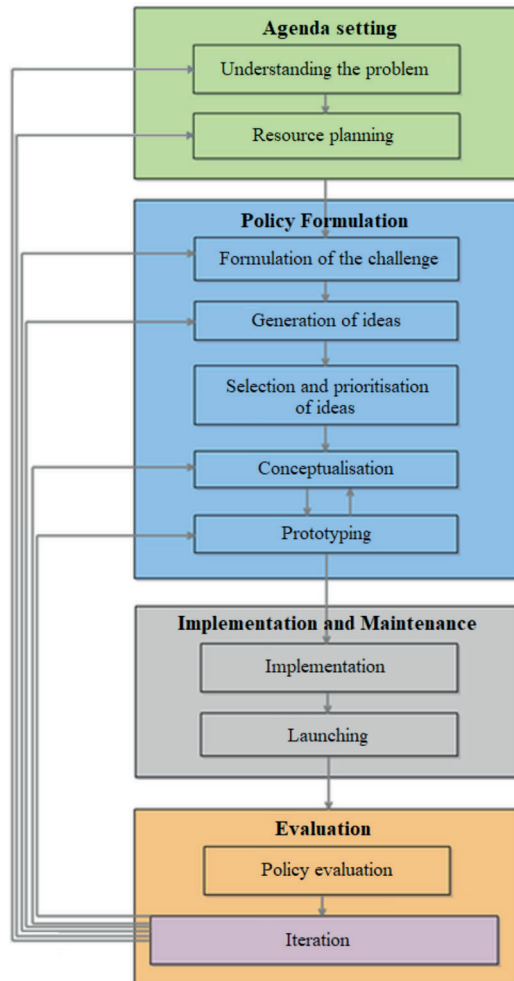 Agenda setting
Understanding the problem
Resource planning
Policy Formulation
Formulation of the challenge
Generation of ideas
Selection and prioritisation
of ideas
Conceptualisation
Prototyping
Implementation and Maintenance
Implementation
Launching
Evaluation
Policy evaluation
Iteration